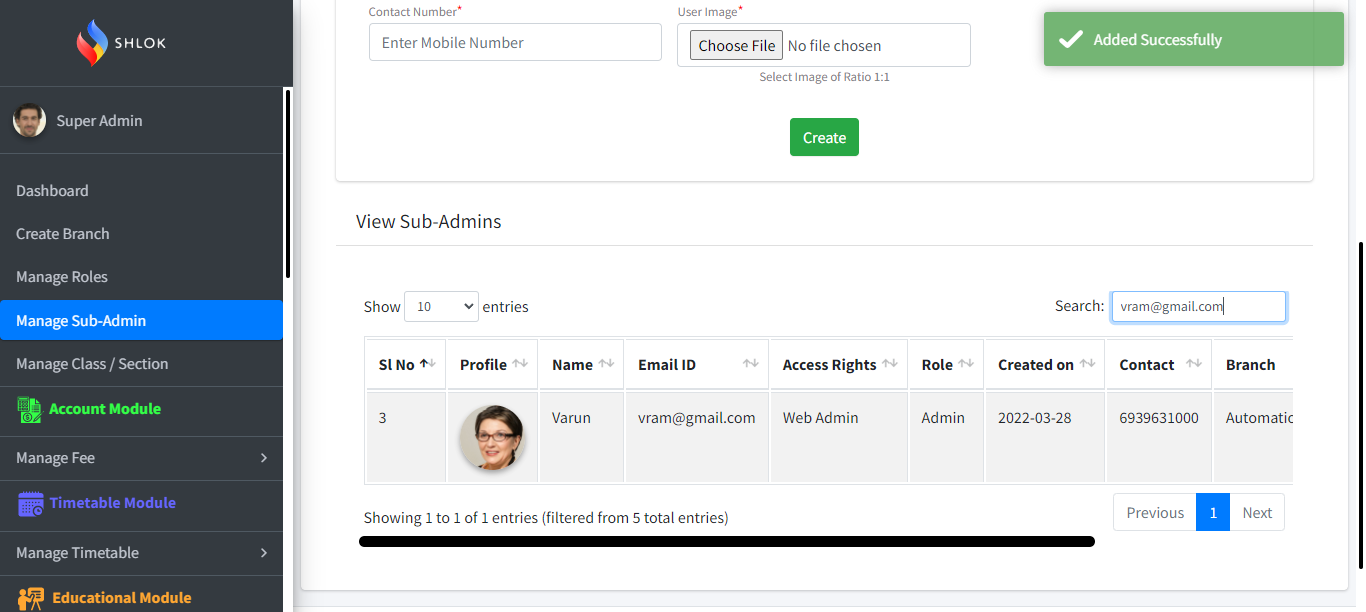 SHLOK
Super Admin
Dashboard
Create Branch
Manage Roles
Manage Sub-Admin
Manage Class / Section
Account Module
Manage Fee
Timetable Module
Manage Timetable
Educational Module
Contact Number*
User Image*
Enter Mobile Number
Choose File No file chosen
Select Image of Ratio 1:1
Added Successfully
Create
View Sub-Admins
Show 10 entries
Search: vram@gmail.com
Sl No Profile Name Email ID Access Rights Role Created on Contact Branch
3 Varun vram@gmail.com Web Admin Admin 2022-03-28 6939631000 Automatic
Showing 1 to 1 of 1 entries (filtered from 5 total entries)
Previous 1 Next